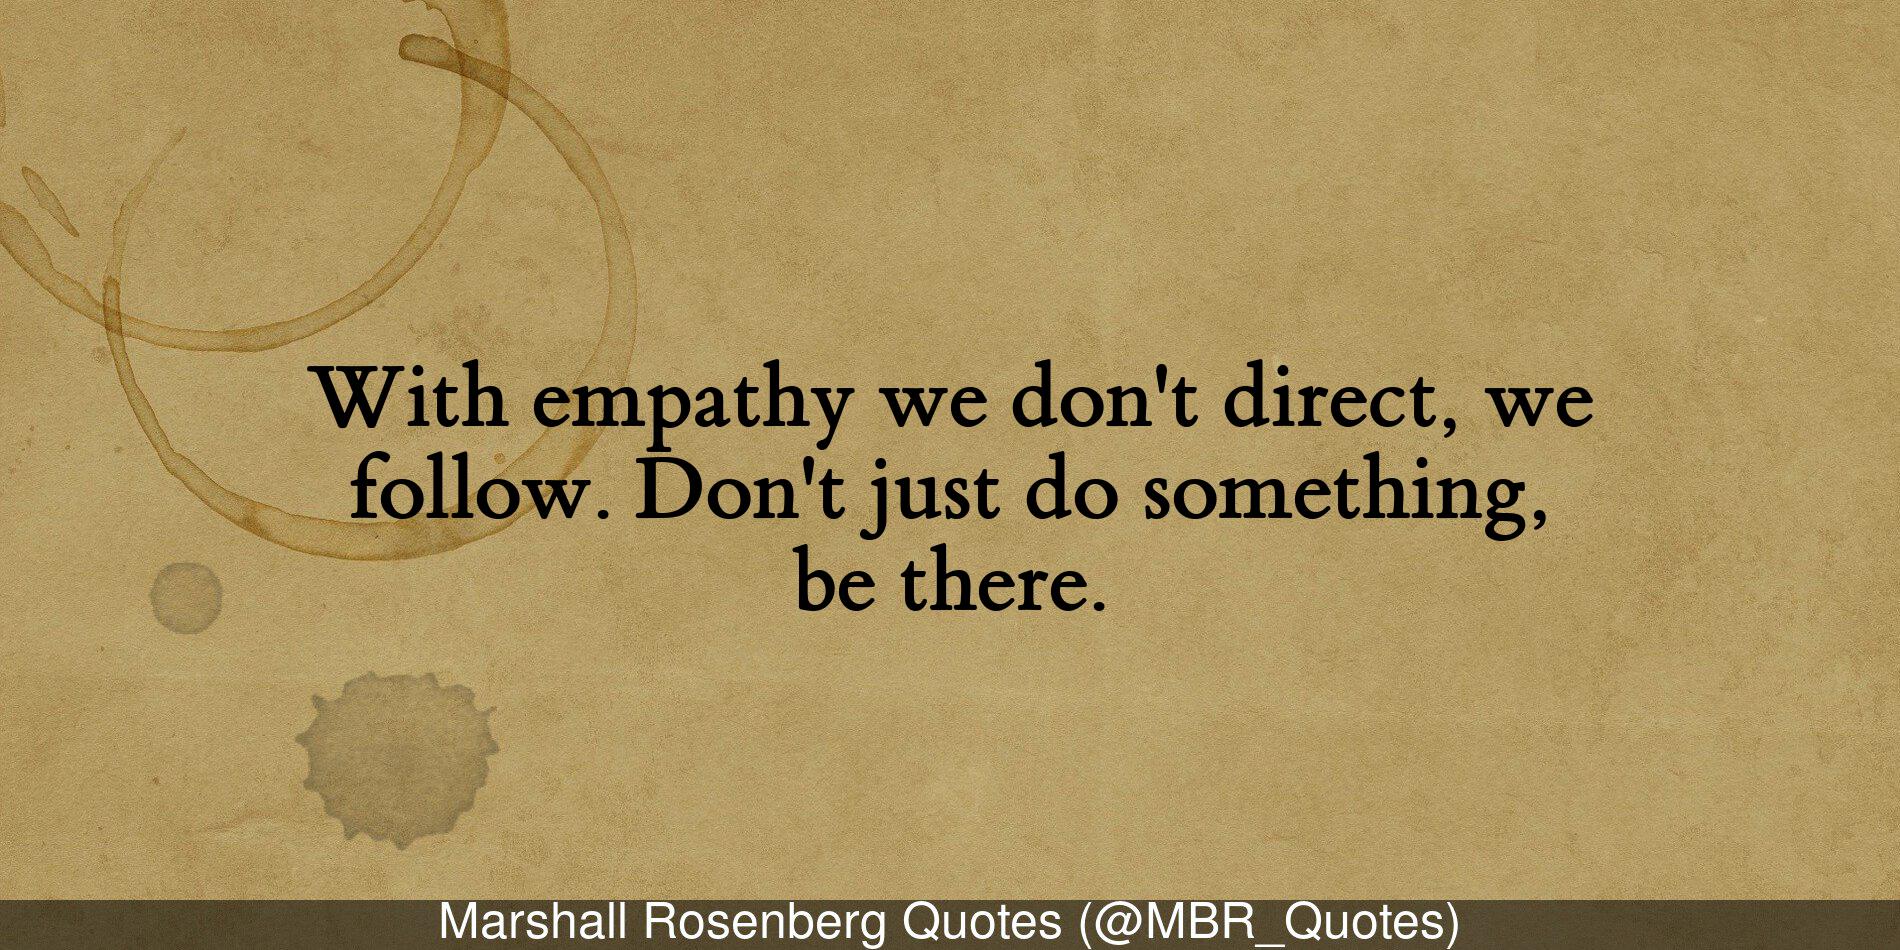 With empathy we don't direct, we
follow. Don't just do something,
be there.
Marshall Rosenberg Quotes (@MBR_Quotes)